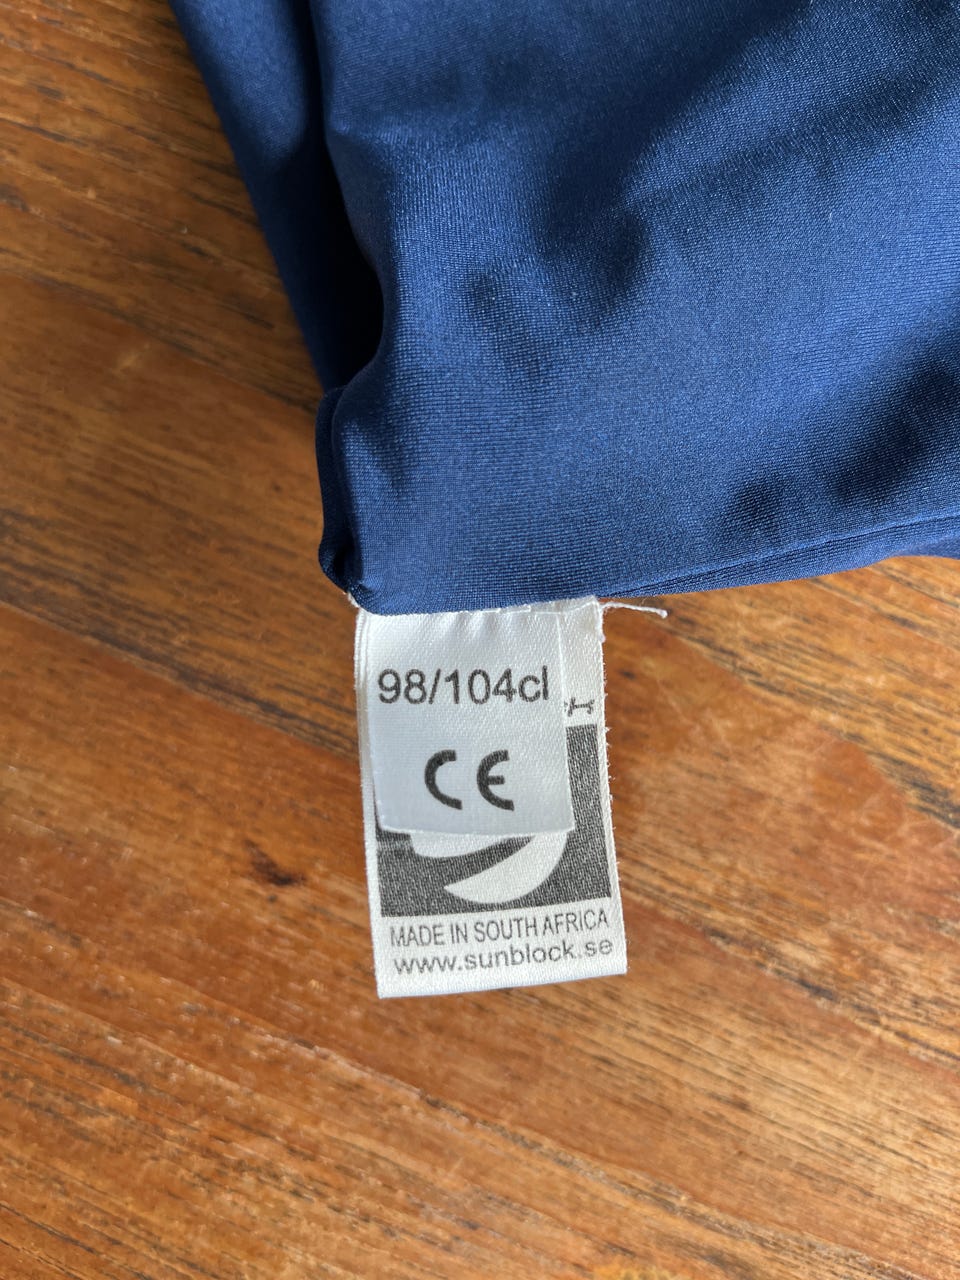 98/104cl
CE
MADE IN SOUTH AFRICA
www.sunblock.se